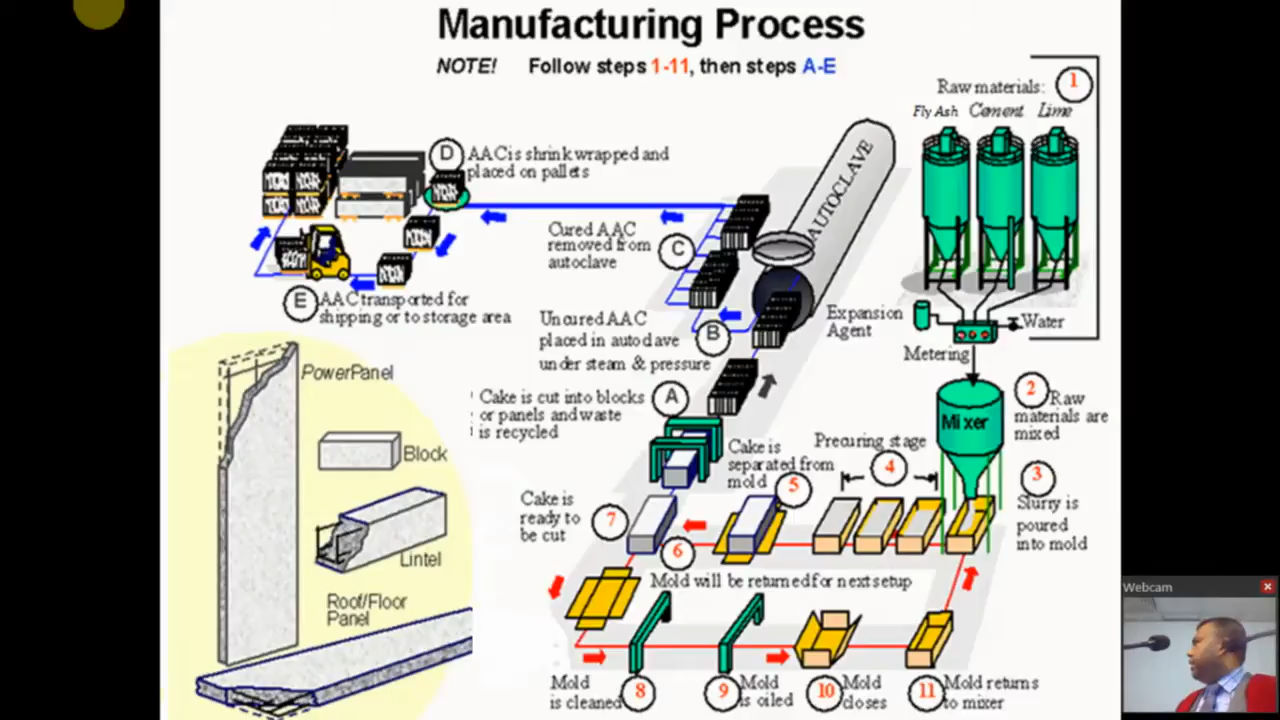 Manufacturing Process
NOTE! Follow steps 1-11, then steps A-E
Raw materials: 1
Fly Ash Cement Lime
D AAC is shrink wrapped and
placed on pallets
AUTOCLAVE
Cured AAC
removed from
autoclave
C
E AAC transported for
shipping or to storage area
Uncured AAC
placed in autoclave
under steam & pressure
B
Expansion
Agent
Water
Metering
PowerPanel
Block
Lintel
Roof/Floor
Panel
Cake is cut into blocks
or panels and waste
is recycled
A
Mixer
2 Raw
materials are
mixed
3
Slurry is
poured
into mold
Precuring stage
4
Cake is
separated from
mold
5
Cake is
ready to
be cut
7
6
Mold will be returned for next setup
Mold
is cleaned
8
9 Mold
is oiled
10 Mold
closes
11 Mold returns
to mixer
Webcam